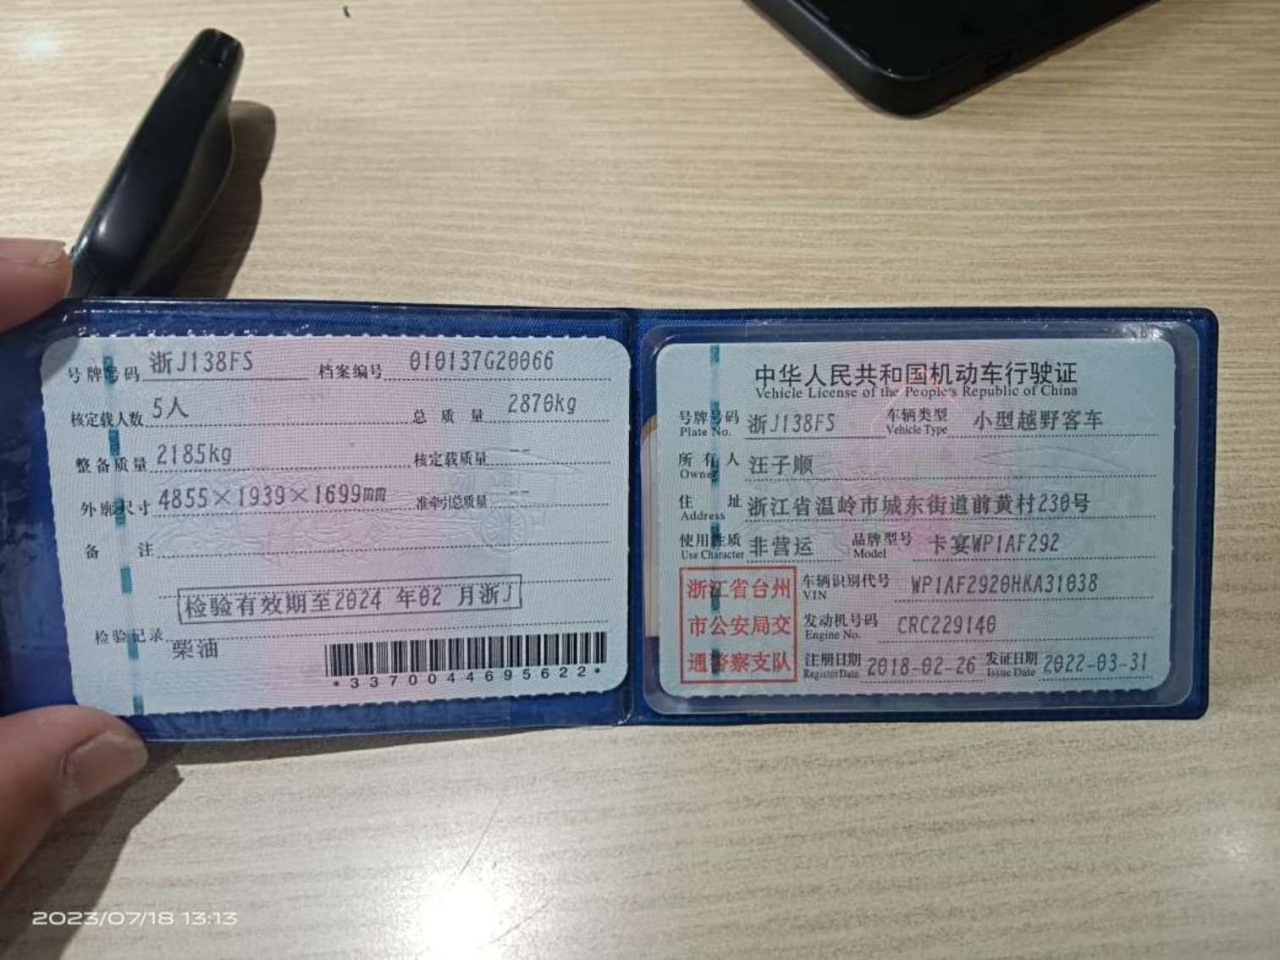 号牌号码 浙J138FS 档案编号 010137G20066
核定载人数 5人 总质量 2870kg
整备质量 2185kg 核定载质量 --
外廓尺寸 4855×1939×1699mm 准牵引总质量 --
备注
检验有效期至2024 年02 月浙J
检验记录
柴油
*3370044695622*
中华人民共和国机动车行驶证
Vehicle License of the People's Republic of China
号牌号码 浙J138FS 车辆类型 小型越野客车
Plate No. Vehicle Type
所有人 汪子顺
Owner
住址 浙江省温岭市城东街道前黄村230号
Address
使用性质 非营运 品牌型号 卡宴WP1AF292
Use Character Model
浙江省台州
市公安局交
通警察支队
车辆识别代号 WP1AF2920HKA31038
VIN
发动机号码 CRC229140
Engine No.
注册日期 2018-02-26 发证日期 2022-03-31
Register Date Issue Date
2023/07/18 13:13